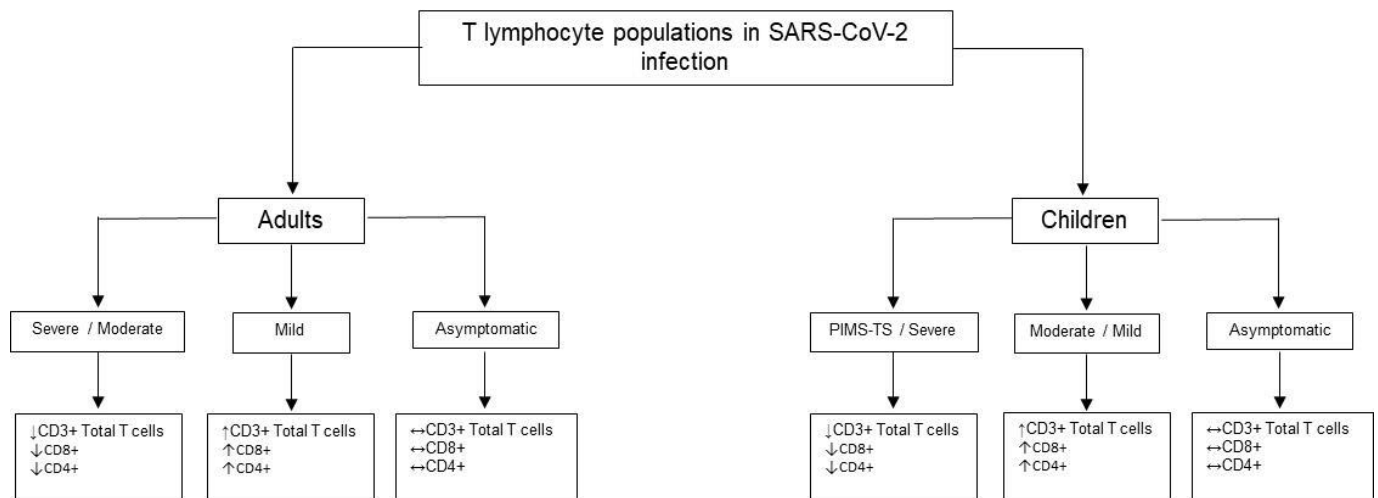 T lymphocyte populations in SARS-CoV-2
infection
Adults
Children
Severe / Moderate
Mild
Asymptomatic
PIMS-TS / Severe
Moderate / Mild
Asymptomatic
↓CD3+ Total T cells
↓CD8+
↓CD4+
↑CD3+ Total T cells
↑CD8+
↑CD4+
↔CD3+ Total T cells
↔CD8+
↔CD4+
↓CD3+ Total T cells
↓CD8+
↓CD4+
↑CD3+ Total T cells
↑CD8+
↑CD4+
↔CD3+ Total T cells
↔CD8+
↔CD4+